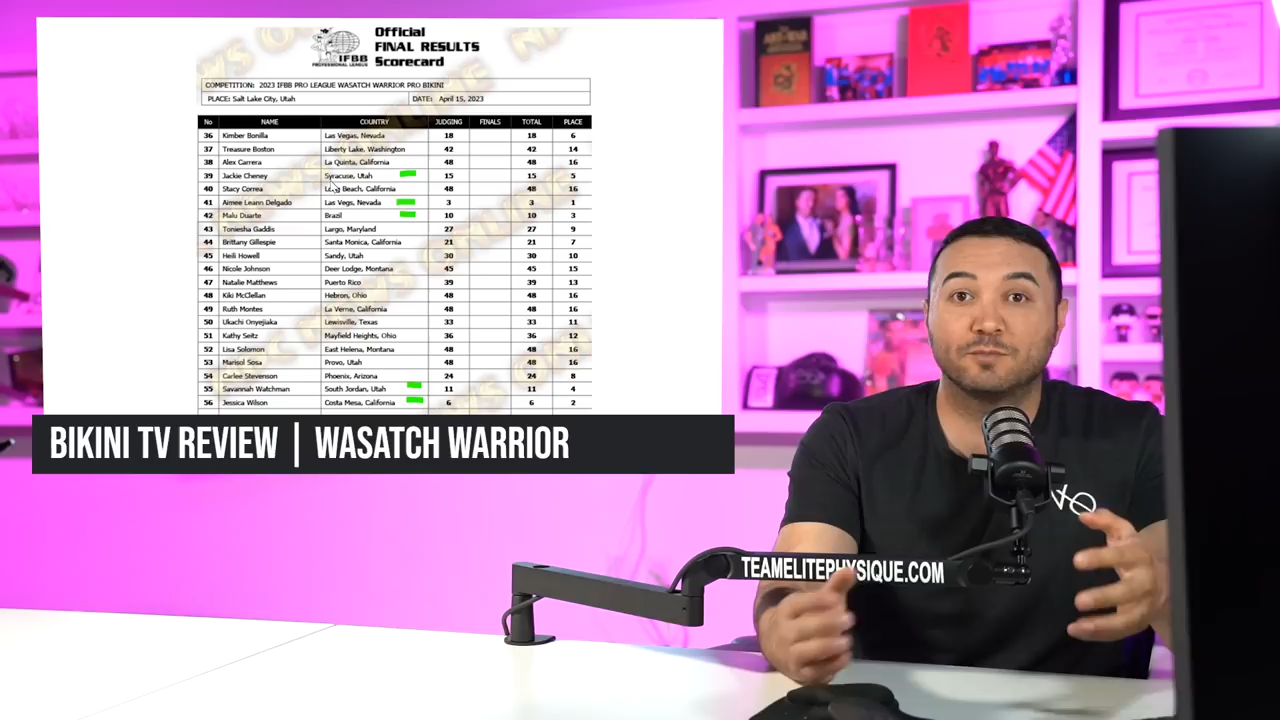 Official
FINAL RESULTS
Scorecard
IFBB
PROFESSIONAL LEAGUE
COMPETITION: 2023 IFBB PRO LEAGUE WASATCH WARRIOR PRO BIKINI
PLACE: Salt Lake City, Utah DATE: April 15, 2023
No NAME COUNTRY JUDGING FINALS TOTAL PLACE
36 Kimber Bonilla Las Vegas, Nevada 18 18 6
37 Treasure Boston Liberty Lake, Washington 42 42 14
38 Alex Carrera La Quinta, California 48 48 16
39 Jackie Cheney Syracuse, Utah 15 15 5
40 Stacy Correa Beach, California 48 48 16
41 Aimee Leann Delgado Las Vegs, Nevada 3 3 1
42 Malu Duarte Brazil 10 10 3
43 Toniesha Gaddis Largo, Maryland 27 27 9
44 Brittany Gillespie Santa Monica, California 21 21 7
45 Heili Howell Sandy, Utah 30 30 10
46 Nicole Johnson Deer Lodge, Montana 45 45 15
47 Natalie Matthews Puerto Rico 39 39 13
48 Kiki McClellan Hebron, Ohio 48 48 16
49 Ruth Montes La Verne, California 48 48 16
50 Ukachi Onyejiaka Lewisville, Texas 33 33 11
51 Kathy Seitz Mayfield Heights, Ohio 36 36 12
52 Lisa Solomon East Helena, Montana 48 48 16
53 Marisol Sosa Provo, Utah 48 48 16
54 Carlee Stevenson Phoenix, Arizona 24 24 8
55 Savannah Watchman South Jordan, Utah 11 11 4
56 Jessica Wilson Costa Mesa, California 6 6 2
BIKINI TV REVIEW | WASATCH WARRIOR
TEAMELITEPHYSIQUE.COM